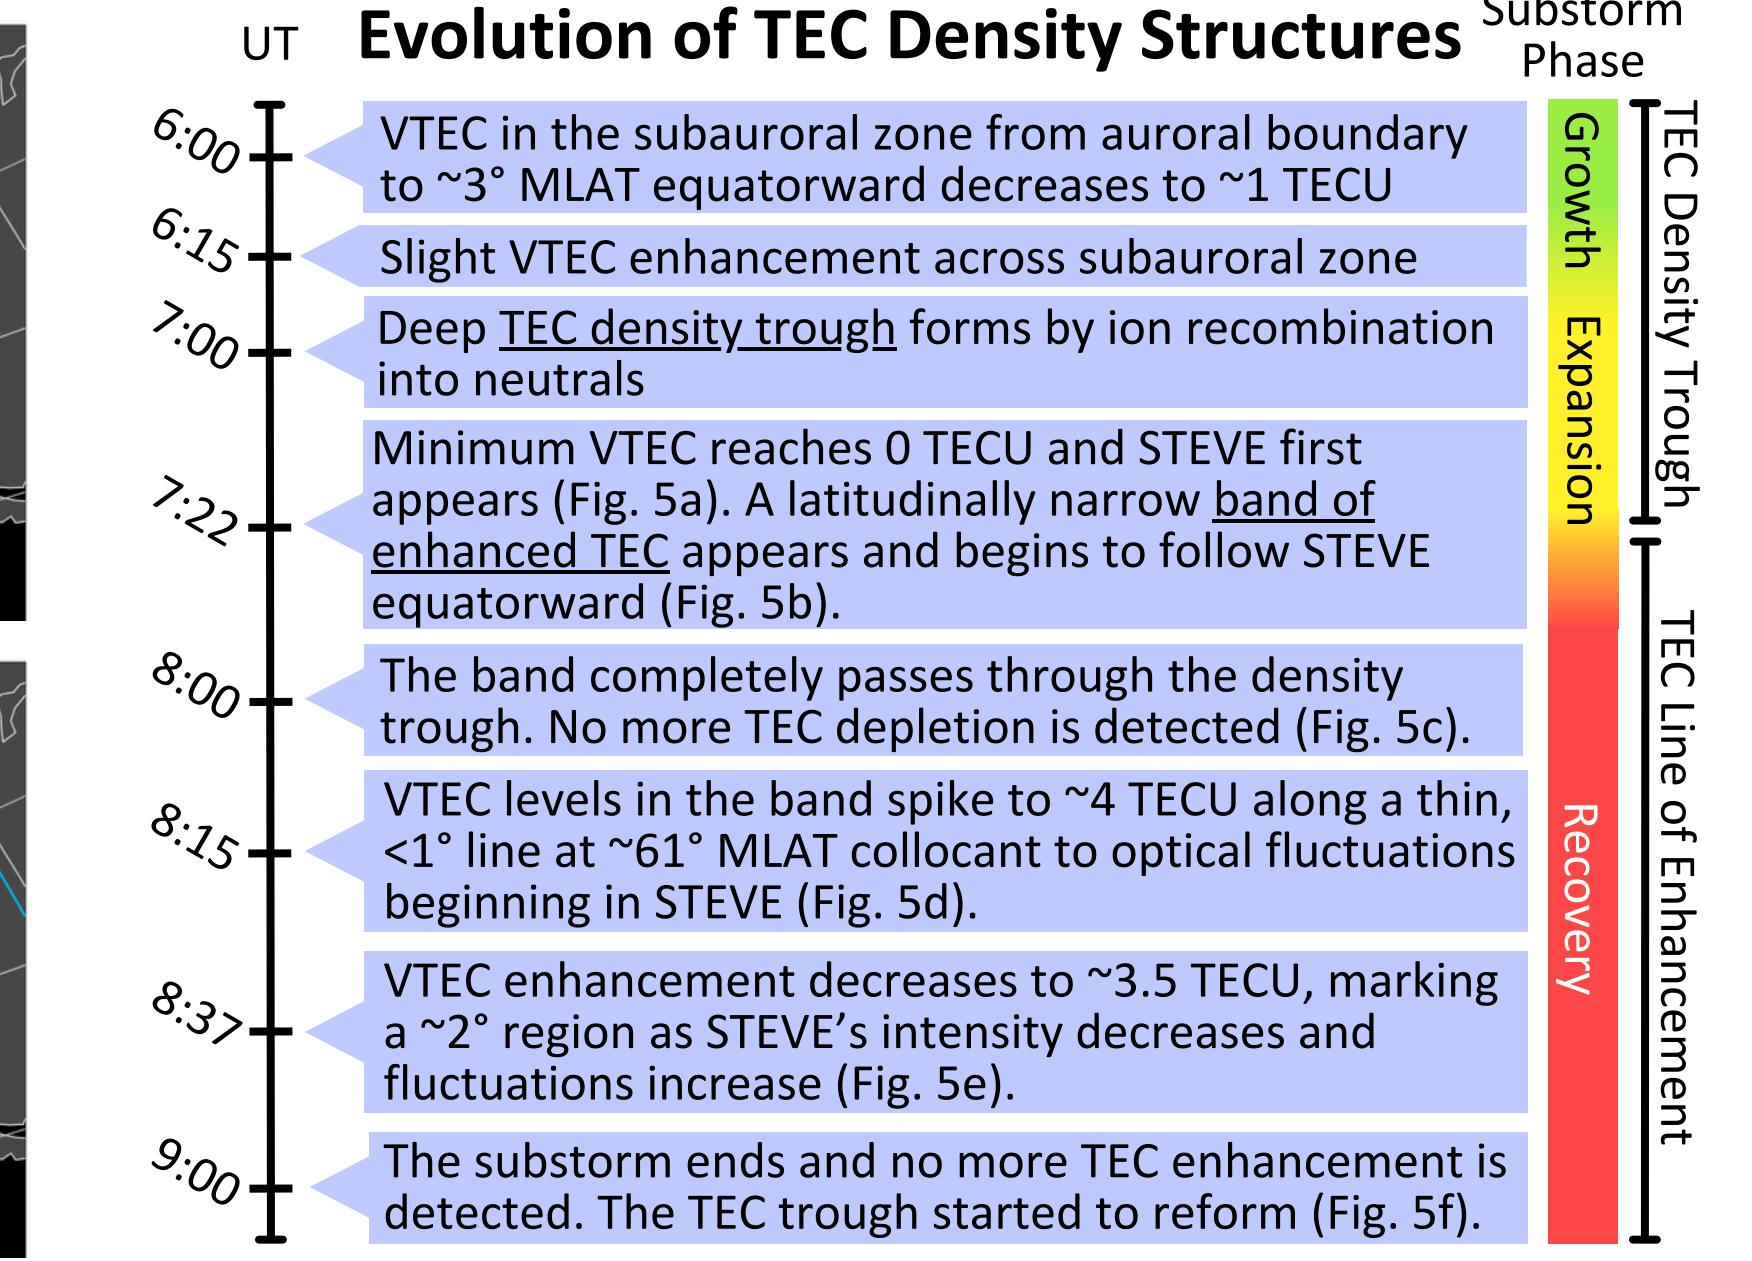 UT
Evolution of TEC Density Structures
Substorm
Phase
6:00
VTEC in the subauroral zone from auroral boundary
to ~3° MLAT equatorward decreases to ~1 TECU
6:15
Slight VTEC enhancement across subauroral zone
7:00
Deep TEC density trough forms by ion recombination
into neutrals
7:22
Minimum VTEC reaches 0 TECU and STEVE first
appears (Fig. 5a). A latitudinally narrow band of
enhanced TEC appears and begins to follow STEVE
equatorward (Fig. 5b).
8:00
The band completely passes through the density
trough. No more TEC depletion is detected (Fig. 5c).
8:15
VTEC levels in the band spike to ~4 TECU along a thin,
<1° line at ~61° MLAT collocant to optical fluctuations
beginning in STEVE (Fig. 5d).
8:37
VTEC enhancement decreases to ~3.5 TECU, marking
a ~2° region as STEVE’s intensity decreases and
fluctuations increase (Fig. 5e).
9:00
The substorm ends and no more TEC enhancement is
detected. The TEC trough started to reform (Fig. 5f).
Growth
Expansion
Recovery
TEC Density Trough
TEC Line of Enhancement